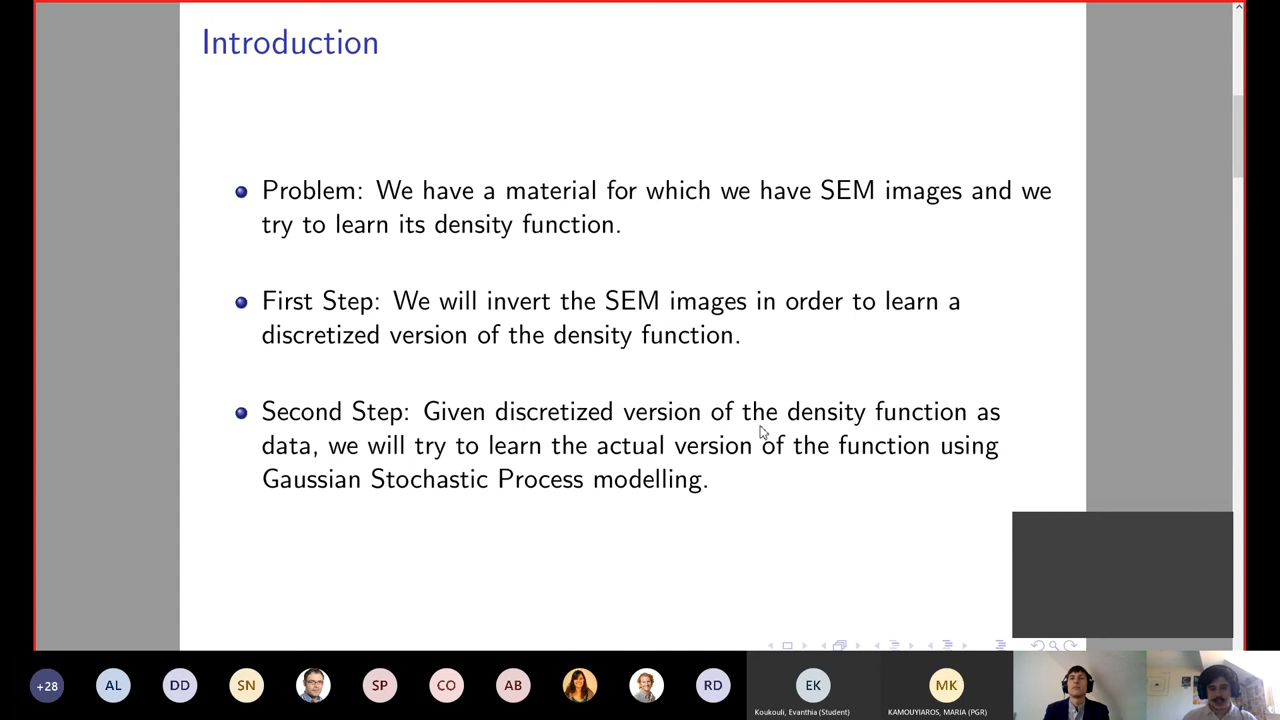 Introduction
Problem: We have a material for which we have SEM images and we
try to learn its density function.
First Step: We will invert the SEM images in order to learn a
discretized version of the density function.
Second Step: Given discretized version of the density function as
data, we will try to learn the actual version of the function using
Gaussian Stochastic Process modelling.
+28 AL DD SN SP CO AB RD EK MK
Koukouli, Evanthia (Student) KAMOUYIAROS, MARIA (PGR)